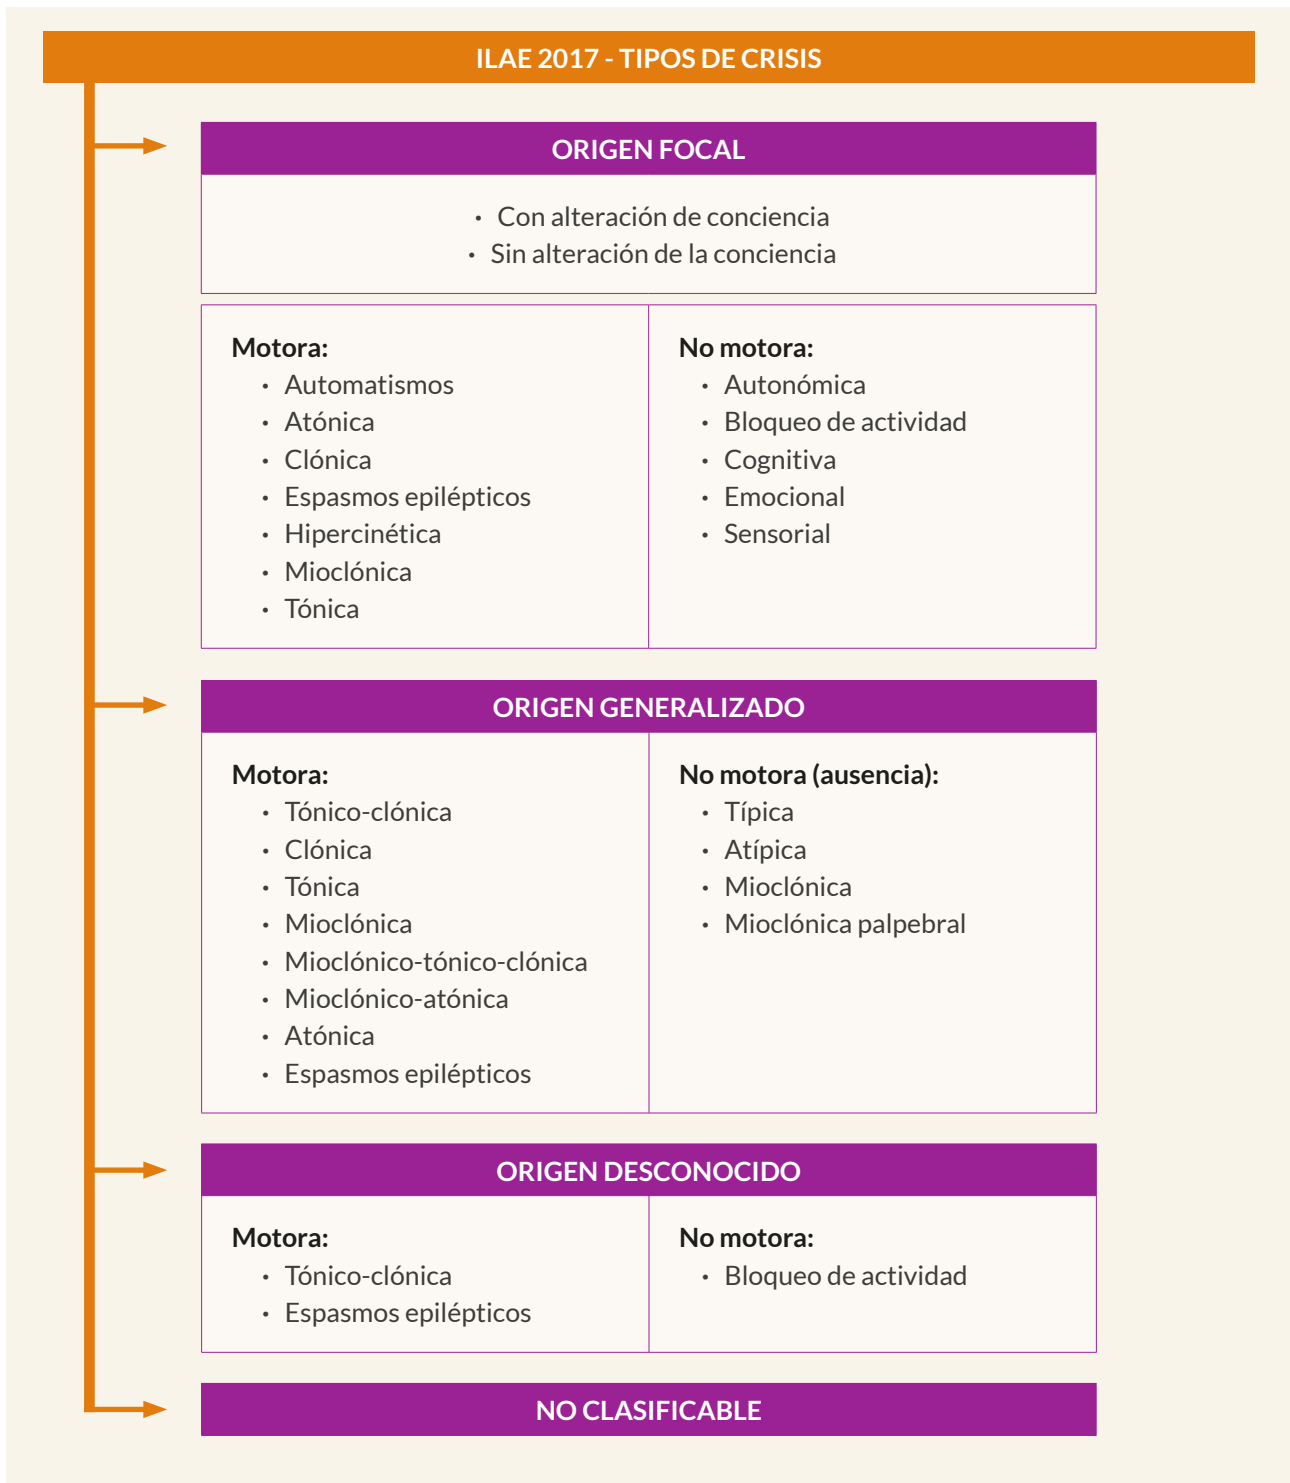 ILAE 2017 - TIPOS DE CRISIS
ORIGEN FOCAL
• Con alteración de conciencia
• Sin alteración de la conciencia
Motora:
• Automatismos
• Atónica
• Clónica
• Espasmos epilépticos
• Hipercinética
• Mioclónica
• Tónica
No motora:
• Autonómica
• Bloqueo de actividad
• Cognitiva
• Emocional
• Sensorial
ORIGEN GENERALIZADO
Motora:
• Tónico-clónica
• Clónica
• Tónica
• Mioclónica
• Mioclónico-tónico-clónica
• Mioclónico-atónica
• Atónica
• Espasmos epilépticos
No motora (ausencia):
• Típica
• Atípica
• Mioclónica
• Mioclónica palpebral
ORIGEN DESCONOCIDO
Motora:
• Tónico-clónica
• Espasmos epilépticos
No motora:
• Bloqueo de actividad
NO CLASIFICABLE